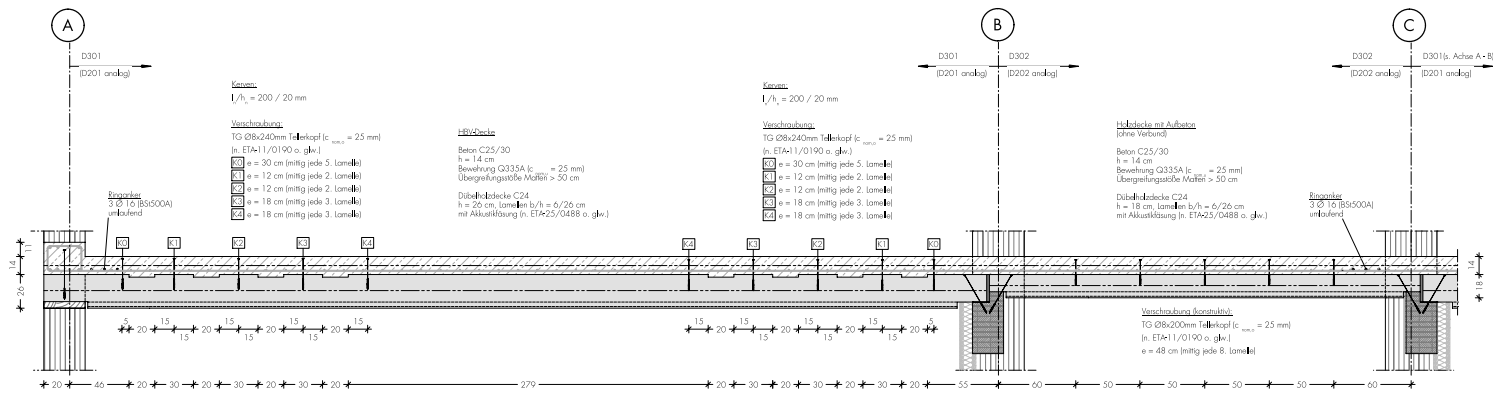 A
B
C
D301
(D201 analog)
D301
(D201 analog)
D302
(D202 analog)
D302
(D202 analog)
D301(s. Achse A - B)
(D201 analog)
Kerven:
l /h = 200 / 20 mm
Verschraubung:
TG Ø8x240mm Tellerkopf (c nom,o = 25 mm)
(n. ETA-11/0190 o. glw.)
K0 e = 30 cm (mittig jede 5. Lamelle)
K1 e = 12 cm (mittig jede 2. Lamelle)
K2 e = 12 cm (mittig jede 2. Lamelle)
K3 e = 18 cm (mittig jede 3. Lamelle)
K4 e = 18 cm (mittig jede 3. Lamelle)
HBV-Decke
Beton C25/30
h = 14 cm
Bewehrung Q335A (c nom,o = 25 mm)
Übergreifungsstöße Matten > 50 cm
Dübelholzdecke C24
h = 26 cm, Lamellen b/h = 6/26 cm
mit Akkustikfäsung (n. ETA-25/0488 o. glw.)
Kerven:
l /h = 200 / 20 mm
Verschraubung:
TG Ø8x240mm Tellerkopf (c nom,o = 25 mm)
(n. ETA-11/0190 o. glw.)
K0 e = 30 cm (mittig jede 5. Lamelle)
K1 e = 12 cm (mittig jede 2. Lamelle)
K2 e = 12 cm (mittig jede 2. Lamelle)
K3 e = 18 cm (mittig jede 3. Lamelle)
K4 e = 18 cm (mittig jede 3. Lamelle)
Holzdecke mit Aufbeton
(ohne Verbund)
Beton C25/30
h = 14 cm
Bewehrung Q335A (c nom,o = 25 mm)
Übergreifungsstöße Matten > 50 cm
Dübelholzdecke C24
h = 18 cm, Lamellen b/h = 6/26 cm
mit Akkustikfäsung (n. ETA-25/0488 o. glw.)
Ringanker
3 Ø 16 (BSt500A)
umlaufend
Ringanker
3 Ø 16 (BSt500A)
umlaufend
K0 K1 K2 K3 K4 K4 K3 K2 K1 K0
11
14
26
14
18
5 15 15 15 15 15 15 15 15 5
20 20 20 20 20 20 20 20 20 20
15 15 15 15 15 15
Verschraubung (konstruktiv):
TG Ø8x200mm Tellerkopf (c nom,o = 25 mm)
(n. ETA-11/0190 o. glw.)
e = 48 cm (mittig jede 8. Lamelle)
20 46 20 30 20 30 20 30 20 30 20 279 20 30 20 30 20 30 20 30 20 55 60 50 50 50 50 60